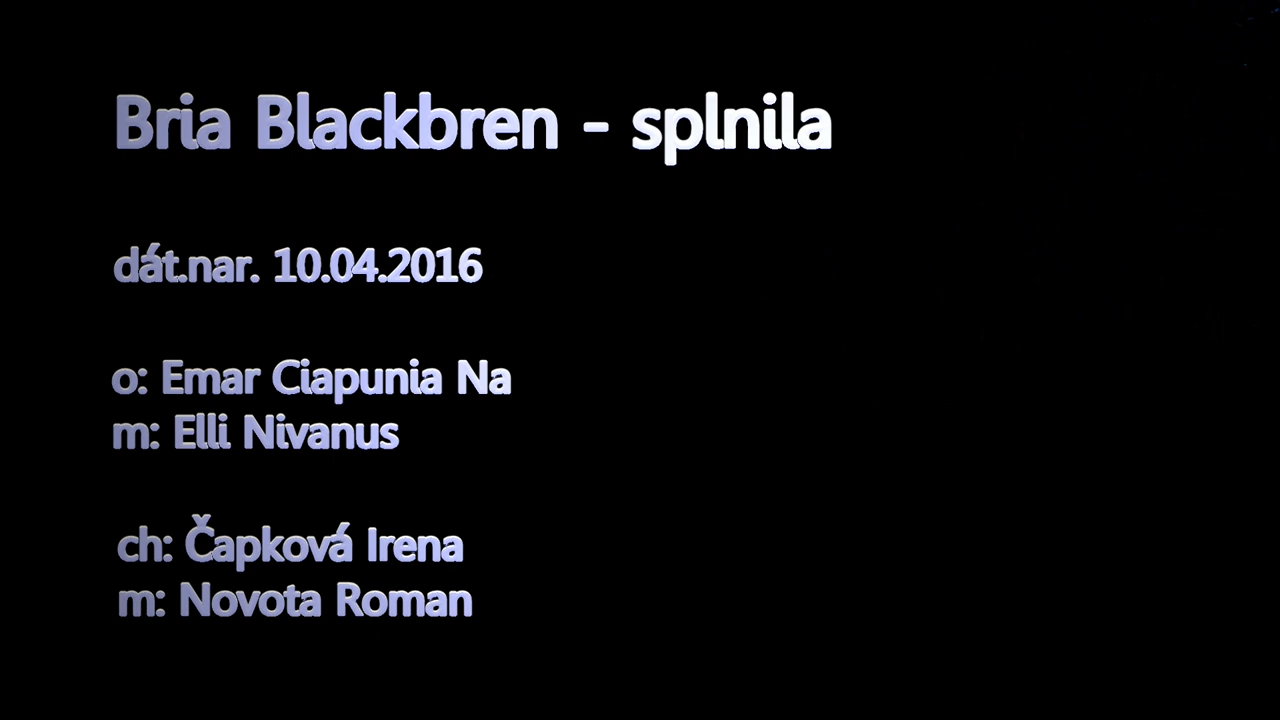 Bria Blackbren - splnila
dát.nar. 10.04.2016
o: Emar Ciapunia Na
m: Elli Nivanus
ch: Čapková Irena
m: Novota Roman